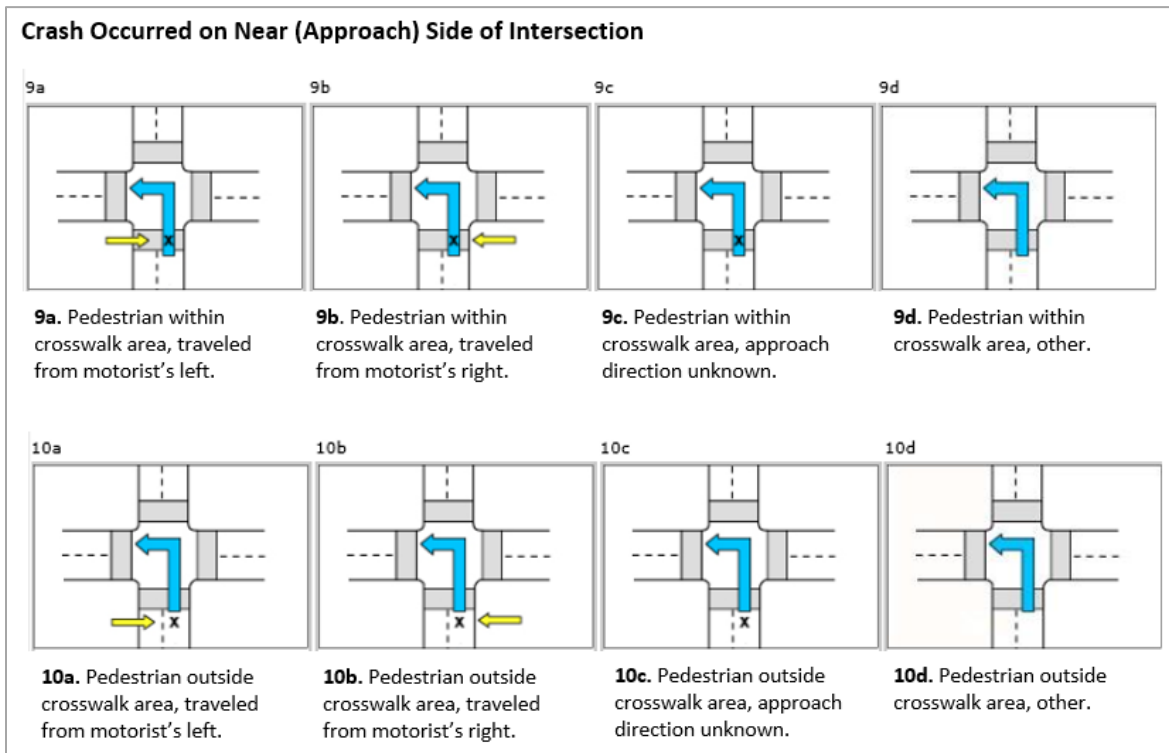 Crash Occurred on Near (Approach) Side of Intersection
9a
9b
9c
9d
X
X
X
9a. Pedestrian within
crosswalk area, traveled
from motorist's left.
9b. Pedestrian within
crosswalk area, traveled
from motorist's right.
9c. Pedestrian within
crosswalk area, approach
direction unknown.
9d. Pedestrian within
crosswalk area, other.
10a
10b
10c
10d
X
X
X
10a. Pedestrian outside
crosswalk area, traveled
from motorist's left.
10b. Pedestrian outside
crosswalk area, traveled
from motorist's right.
10c. Pedestrian outside
crosswalk area, approach
direction unknown.
10d. Pedestrian outside
crosswalk area, other.